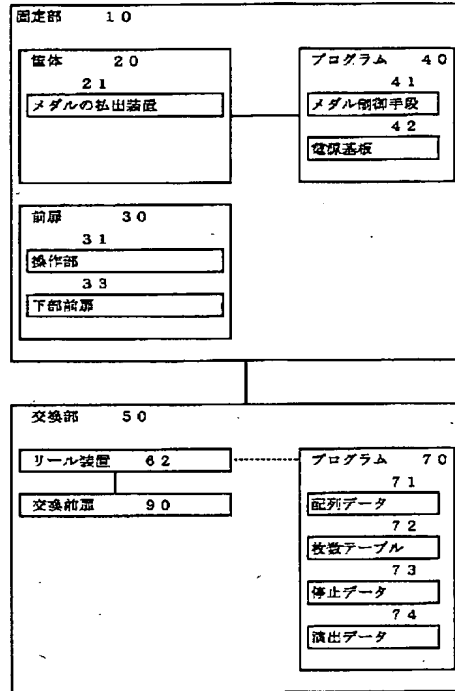 固定部 10
筐体 20
21
メダルの払出装置
プログラム 40
41
メダル制御手段
42
電源基板
前扉 30
31
操作部
33
下部前扉
交換部 50
リール装置 62
交換前扉 90
プログラム 70
71
配列データ
72
枚数テーブル
73
停止データ
74
演出データ